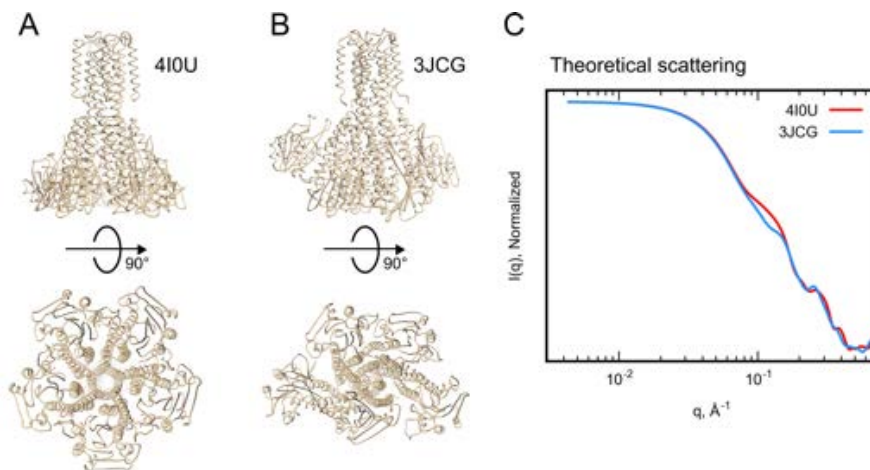 A
4I0U
90°
B
3JCG
90°
C
Theoretical scattering
4I0U
3JCG
I(q), Normalized
10-2
10-1
q, Å-1